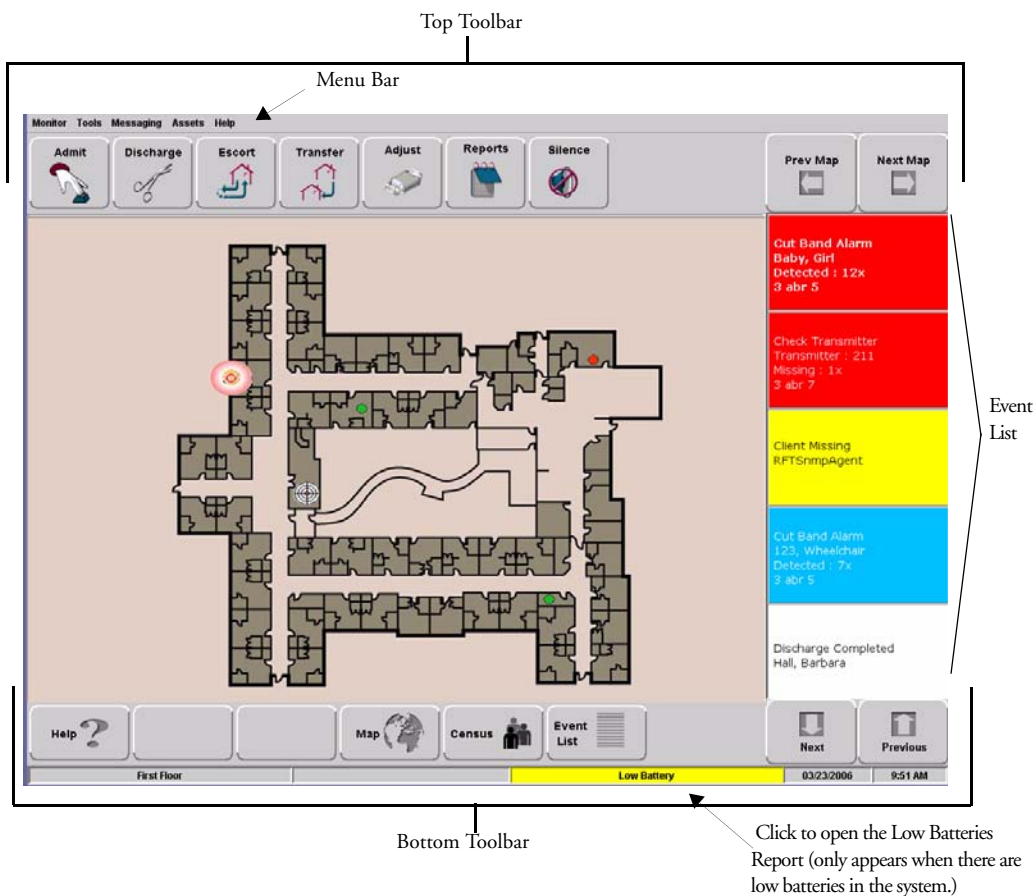 Top Toolbar
Menu Bar
Monitor Tools Messaging Assets Help
Admit
Discharge
Escort
Transfer
Adjust
Reports
Silence
Prev Map
Next Map
Cut Band Alarm
Baby, Girl
Detected : 12x
3 abr 5
Check Transmitter
Transmitter : 211
Missing : 1x
3 abr 7
Client Missing
RFTSnmpAgent
Cut Band Alarm
123, Wheelchair
Detected : 7x
3 abr 5
Discharge Completed
Hall, Barbara
Event
List
Help
Map
Census
Event
List
Next
Previous
First Floor
Low Battery
03/23/2006
9:51 AM
Bottom Toolbar
Click to open the Low Batteries
Report (only appears when there are
low batteries in the system.)